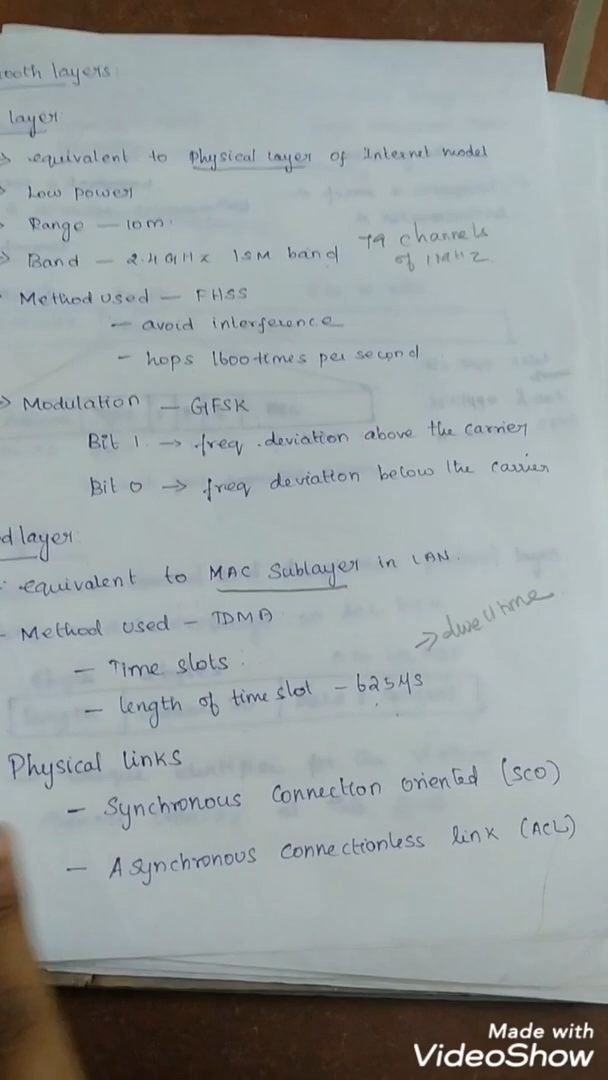 ooth layers:
layer
→ equivalent to physical layer of Internet model
Low power
Range - 10m.
→ Band - 2.4 GHz ISM band
79 channels
of 1MHZ
Method used - FHSS
- avoid interference
- hops 1600 times per second
→ Modulation - GFSK
Bit 1 → freq. deviation above the carrier
Bit 0 → freq deviation below the carrier
d layer
equivalent to MAC Sublayer in LAN.
- Method used - TDMA
→ dwell time
- Time slots:
- length of time slot - 625 μs
Physical links
- Synchronous connection oriented (SCO)
- Asynchronous connectionless link (ACL)
Made with
VideoShow